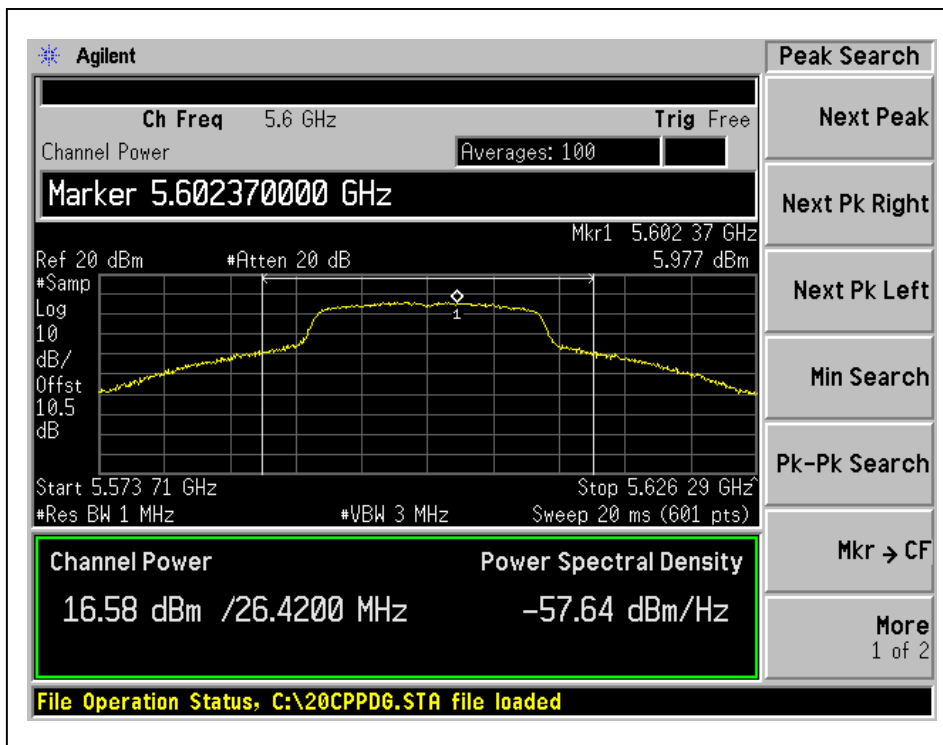 Agilent
Peak Search
Ch Freq 5.6 GHz Trig Free
Channel Power Averages: 100
Marker 5.602370000 GHz
Mkr1 5.602 37 GHz
Ref 20 dBm #Atten 20 dB 5.977 dBm
#Samp
Log
10
dB/
Offst
10.5
dB
1
Start 5.573 71 GHz Stop 5.626 29 GHz^
#Res BW 1 MHz #VBW 3 MHz Sweep 20 ms (601 pts)
Channel Power Power Spectral Density
16.58 dBm /26.4200 MHz -57.64 dBm/Hz
File Operation Status, C:\20CPPDG.STA file loaded
Next Peak
Next Pk Right
Next Pk Left
Min Search
Pk-Pk Search
Mkr → CF
More
1 of 2